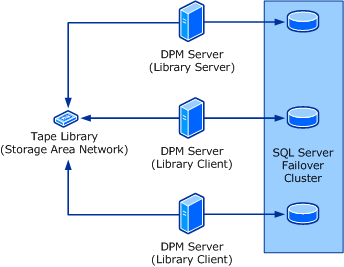 DPM Server
(Library Server)
Tape Library
(Storage Area Network)
DPM Server
(Library Client)
SQL Server
Failover
Cluster
DPM Server
(Library Client)